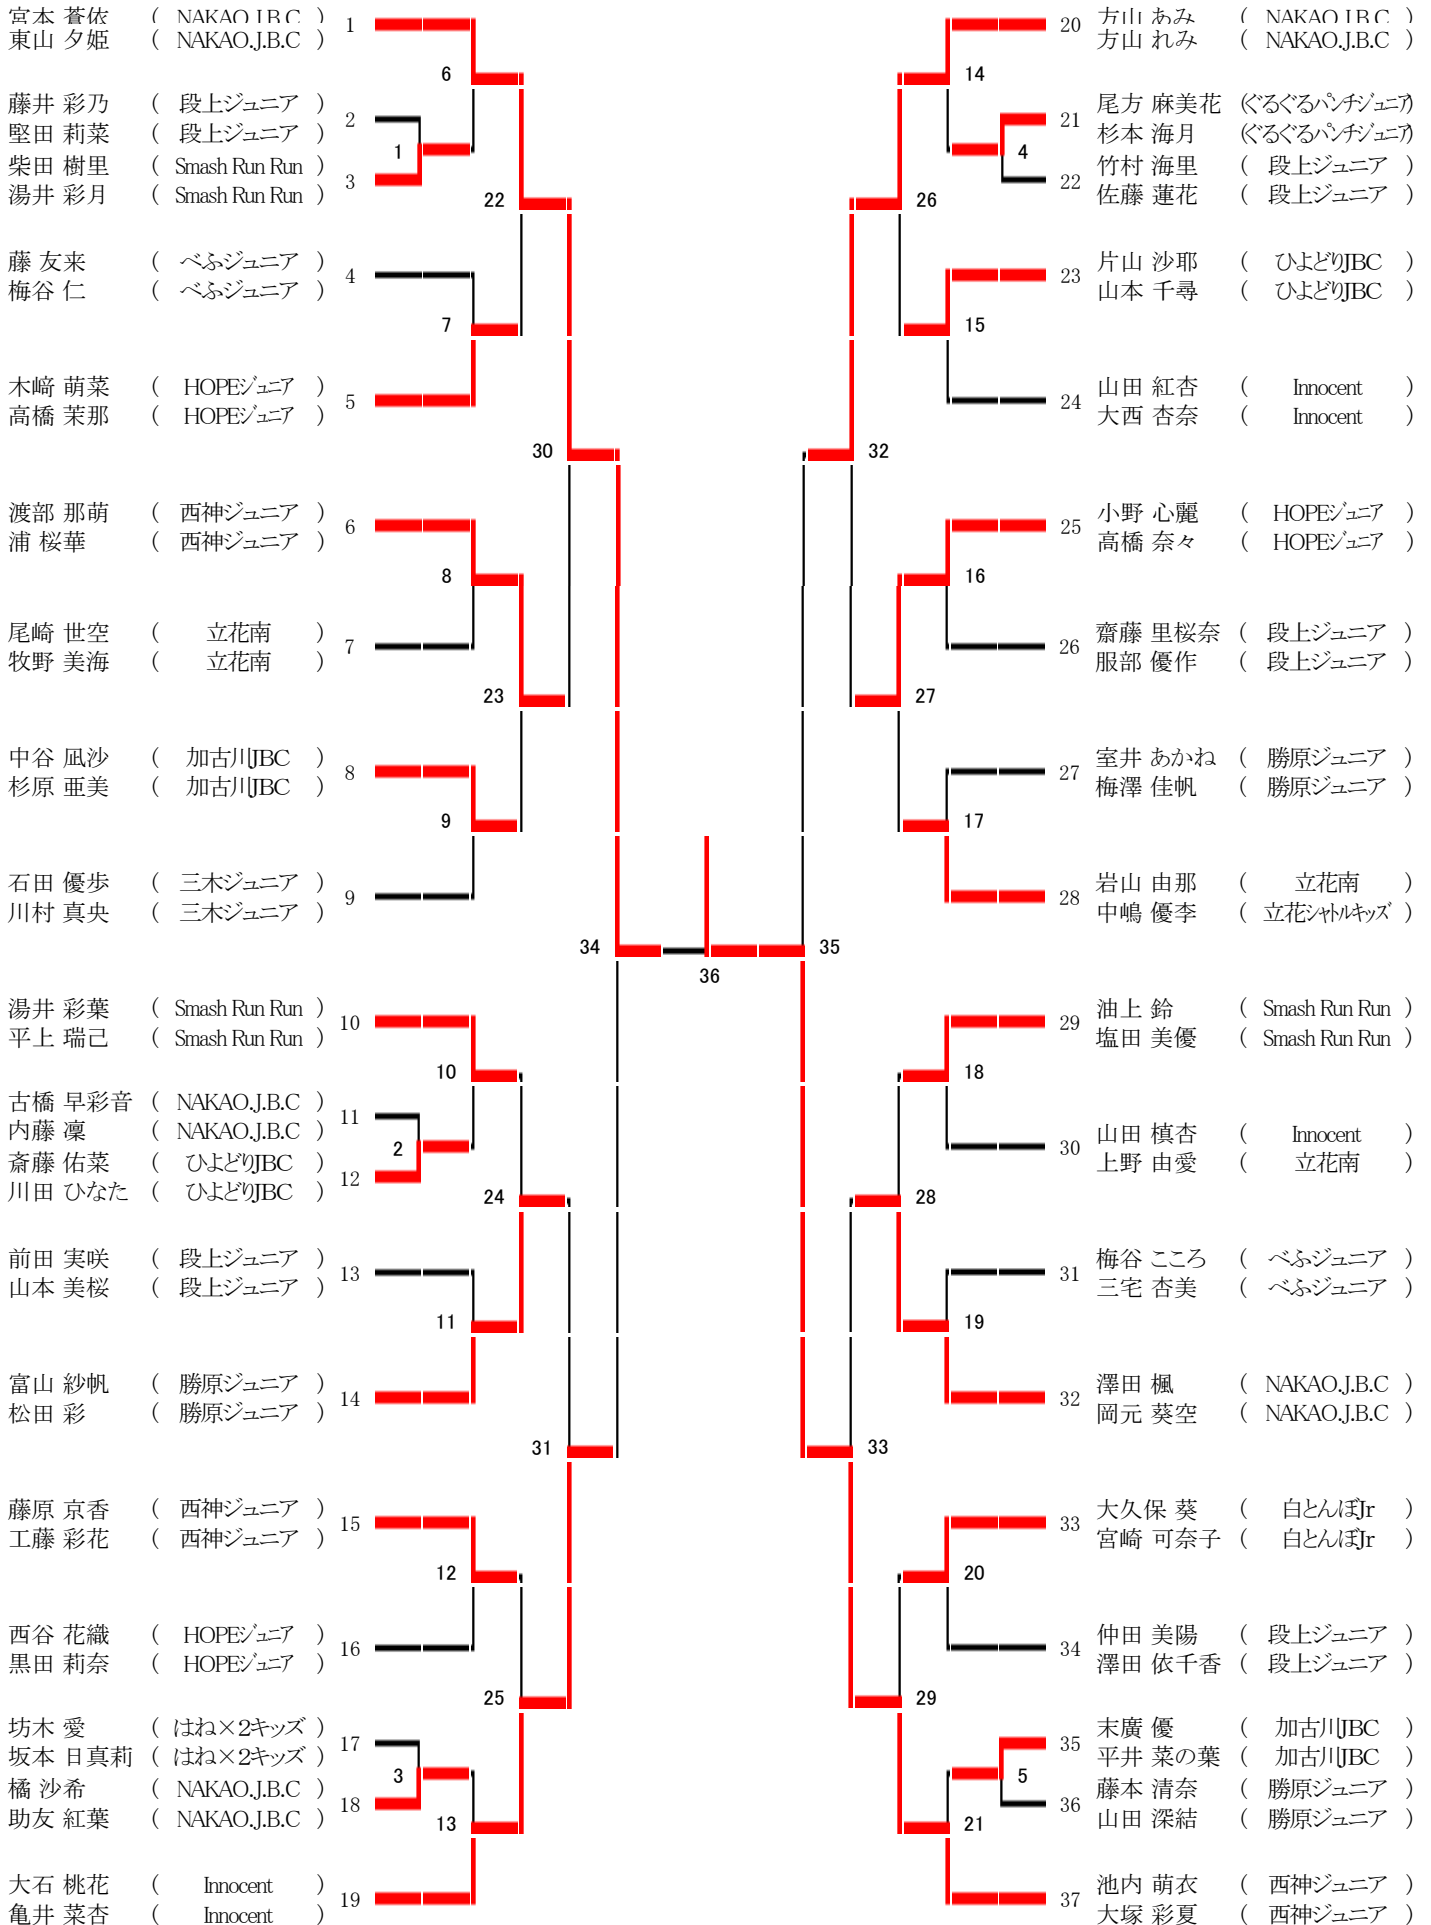 宮本 蒼依 ( NAKAO.J.B.C ) 1
東山 夕姫 ( NAKAO.J.B.C )
6
藤井 彩乃 ( 段上ジュニア ) 2
堅田 莉菜 ( 段上ジュニア )
1
柴田 樹里 ( Smash Run Run ) 3
湯井 彩月 ( Smash Run Run )
22
藤 友来 ( べふジュニア ) 4
梅谷 仁 ( べふジュニア )
7
木﨑 萌菜 ( HOPEジュニア ) 5
高橋 茉那 ( HOPEジュニア )
30
渡部 那萌 ( 西神ジュニア ) 6
浦 桜華 ( 西神ジュニア )
8
尾崎 世空 ( 立花南 ) 7
牧野 美海 ( 立花南 )
23
中谷 凪沙 ( 加古川JBC ) 8
杉原 亜美 ( 加古川JBC )
9
石田 優歩 ( 三木ジュニア ) 9
川村 真央 ( 三木ジュニア )
34
湯井 彩葉 ( Smash Run Run ) 10
平上 瑞己 ( Smash Run Run )
10
古橋 早彩音 ( NAKAO.J.B.C ) 11
内藤 凜 ( NAKAO.J.B.C )
2
斎藤 佑菜 ( ひよどりJBC ) 12
川田 ひなた ( ひよどりJBC )
24
前田 実咲 ( 段上ジュニア ) 13
山本 美桜 ( 段上ジュニア )
11
富山 紗帆 ( 勝原ジュニア ) 14
松田 彩 ( 勝原ジュニア )
31
藤原 京香 ( 西神ジュニア ) 15
工藤 彩花 ( 西神ジュニア )
12
西谷 花織 ( HOPEジュニア ) 16
黒田 莉奈 ( HOPEジュニア )
25
坊木 愛 ( はね×2キッズ ) 17
坂本 日真莉 ( はね×2キッズ )
3
橘 沙希 ( NAKAO.J.B.C ) 18
助友 紅葉 ( NAKAO.J.B.C )
13
大石 桃花 ( Innocent ) 19
亀井 菜杏 ( Innocent )
36
20 方山 あみ ( NAKAO.J.B.C )
方山 れみ ( NAKAO.J.B.C )
14
21 尾方 麻美花 (ぐるぐるパンチジュニア)
杉本 海月 (ぐるぐるパンチジュニア)
4
22 竹村 海里 ( 段上ジュニア )
佐藤 蓮花 ( 段上ジュニア )
26
23 片山 沙耶 ( ひよどりJBC )
山本 千尋 ( ひよどりJBC )
15
24 山田 紅杏 ( Innocent )
大西 杏奈 ( Innocent )
32
25 小野 心麗 ( HOPEジュニア )
高橋 奈々 ( HOPEジュニア )
16
26 齋藤 里桜奈 ( 段上ジュニア )
服部 優作 ( 段上ジュニア )
27
27 室井 あかね ( 勝原ジュニア )
梅澤 佳帆 ( 勝原ジュニア )
17
28 岩山 由那 ( 立花南 )
中嶋 優李 ( 立花シャトルキッズ )
35
29 油上 鈴 ( Smash Run Run )
塩田 美優 ( Smash Run Run )
18
30 山田 槙杏 ( Innocent )
上野 由愛 ( 立花南 )
28
31 梅谷 こころ ( べふジュニア )
三宅 杏美 ( べふジュニア )
19
32 澤田 楓 ( NAKAO.J.B.C )
岡元 葵空 ( NAKAO.J.B.C )
33
33 大久保 葵 ( 白とんぼJr )
宮崎 可奈子 ( 白とんぼJr )
20
34 仲田 美陽 ( 段上ジュニア )
澤田 依千香 ( 段上ジュニア )
29
35 末廣 優 ( 加古川JBC )
平井 菜の葉 ( 加古川JBC )
5
36 藤本 清奈 ( 勝原ジュニア )
山田 深結 ( 勝原ジュニア )
21
37 池内 萌衣 ( 西神ジュニア )
大塚 彩夏 ( 西神ジュニア )